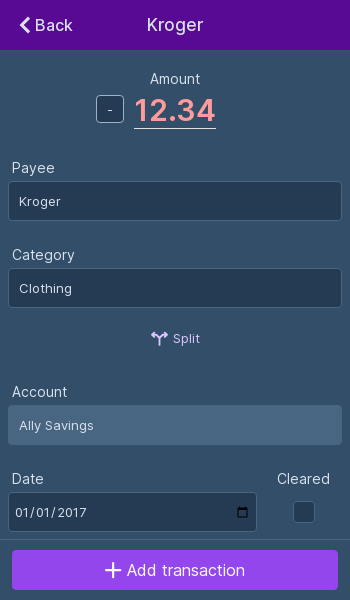 Back
Kroger
Amount
- 12.34
Payee
Kroger
Category
Clothing
Split
Account
Ally Savings
Date
Cleared
01/01/2017
Add transaction